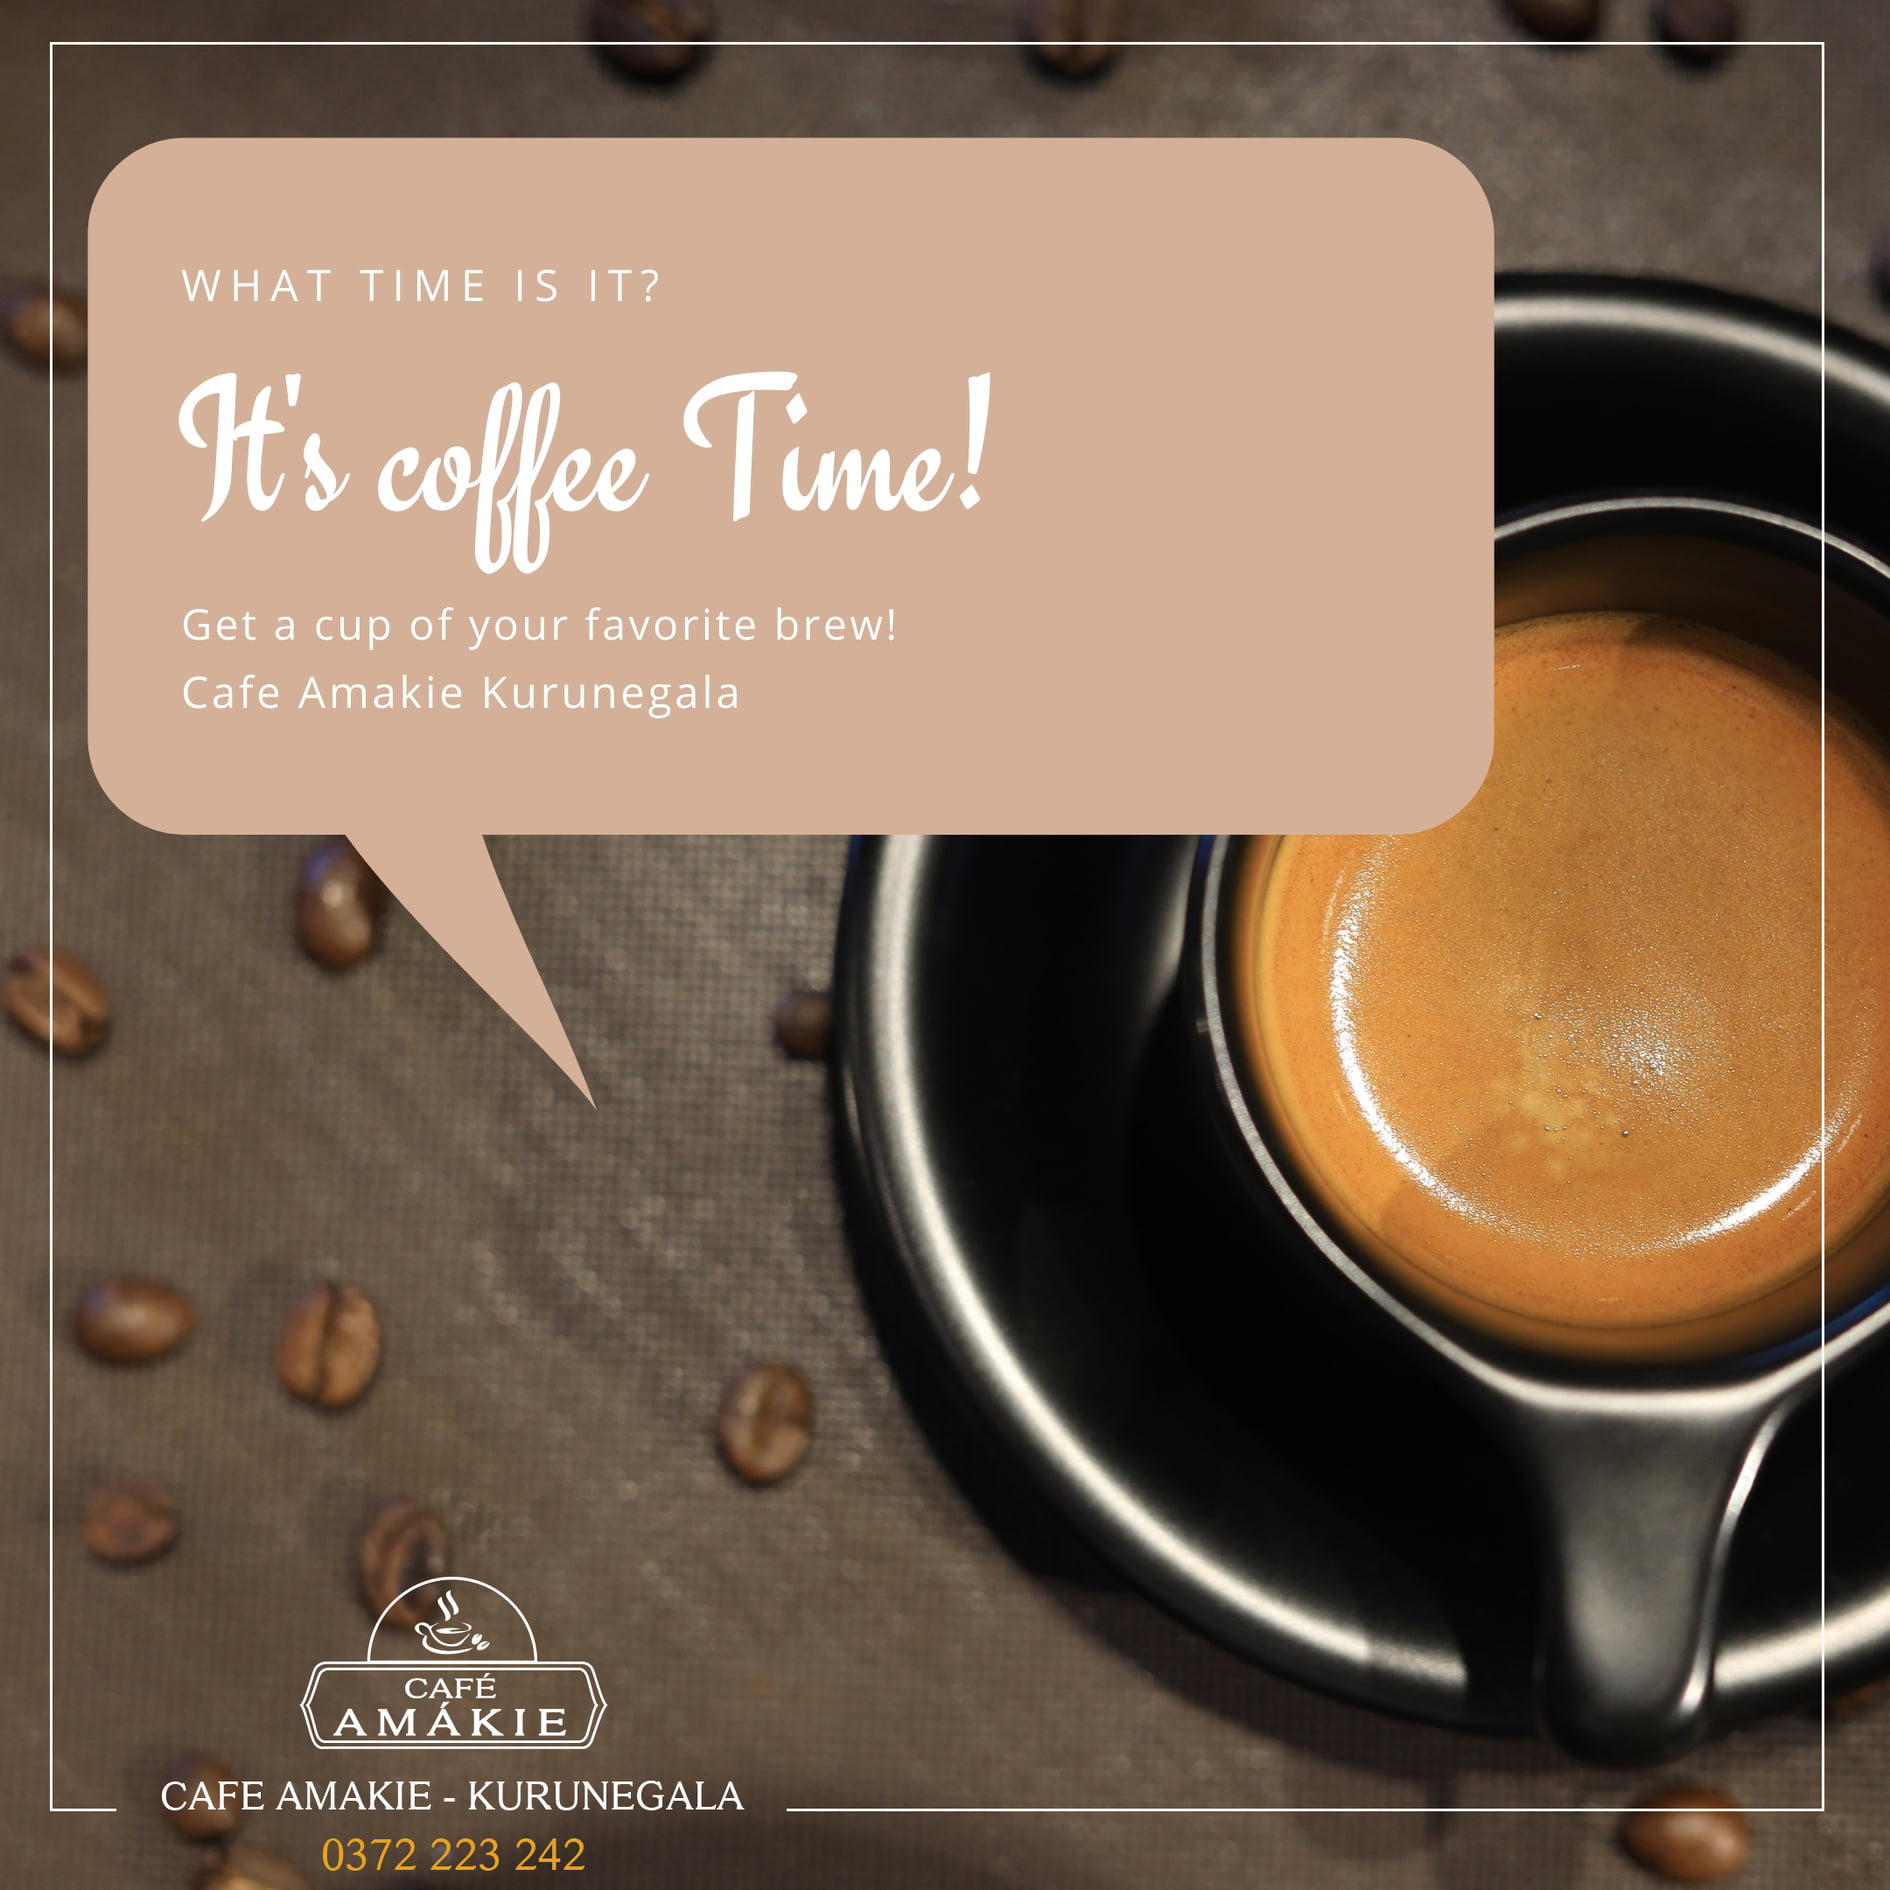 WHAT TIME IS IT?
It's coffee Time!
Get a cup of your favorite brew!
Cafe Amakie Kurunegala
CAFÉ
AMÁKIE
CAFE AMAKIE - KURUNEGALA
0372 223 242